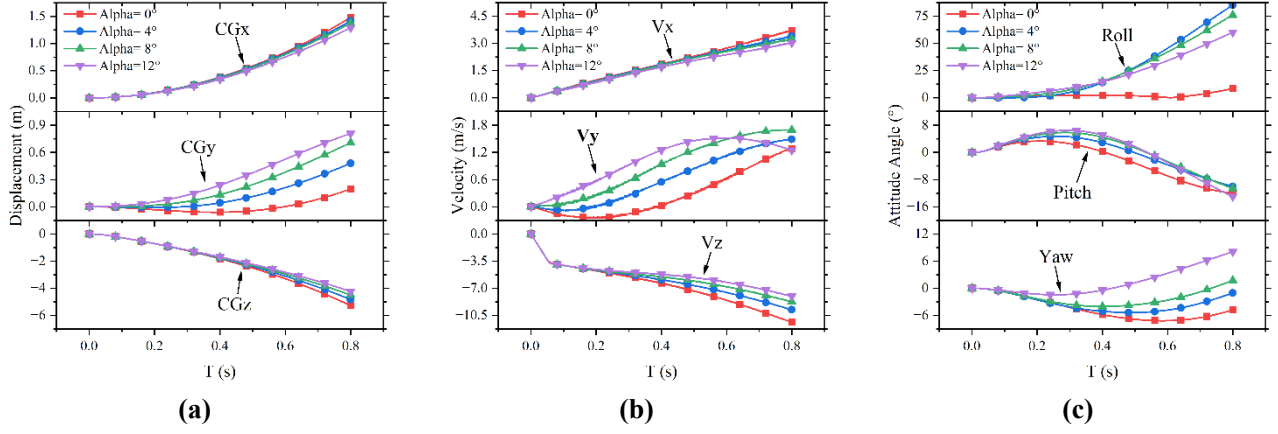 Alpha= 0°
Alpha= 4°
Alpha= 8°
Alpha=12°
CGx
1.5
1.0
0.5
0.0
CGy
0.9
0.6
0.3
0.0
CGz
0
−2
−4
−6
Displacement (m)
0.0 0.2 0.4 0.6 0.8
T (s)
(a)
Alpha= 0°
Alpha= 4°
Alpha= 8°
Alpha=12°
Vx
4.5
3.0
1.5
0.0
Vy
1.8
1.2
0.6
0.0
Vz
0.0
−3.5
−7.0
−10.5
Velocity (m/s)
0.0 0.2 0.4 0.6 0.8
T (s)
(b)
Alpha= 0°
Alpha= 4°
Alpha= 8°
Alpha=12°
Roll
75
50
25
0
Pitch
8
0
−8
−16
Yaw
12
0
−6
Attitude Angle (°)
0.0 0.2 0.4 0.6 0.8
T (s)
(c)